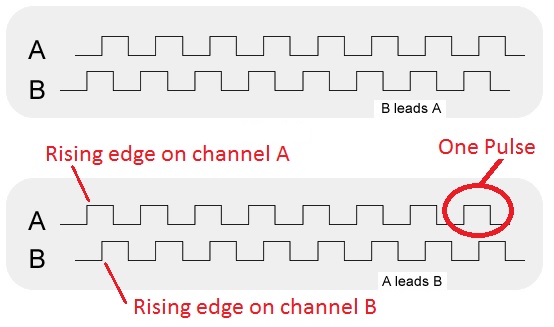 A
B
B leads A
Rising edge on channel A
One Pulse
A
B
A leads B
Rising edge on channel B